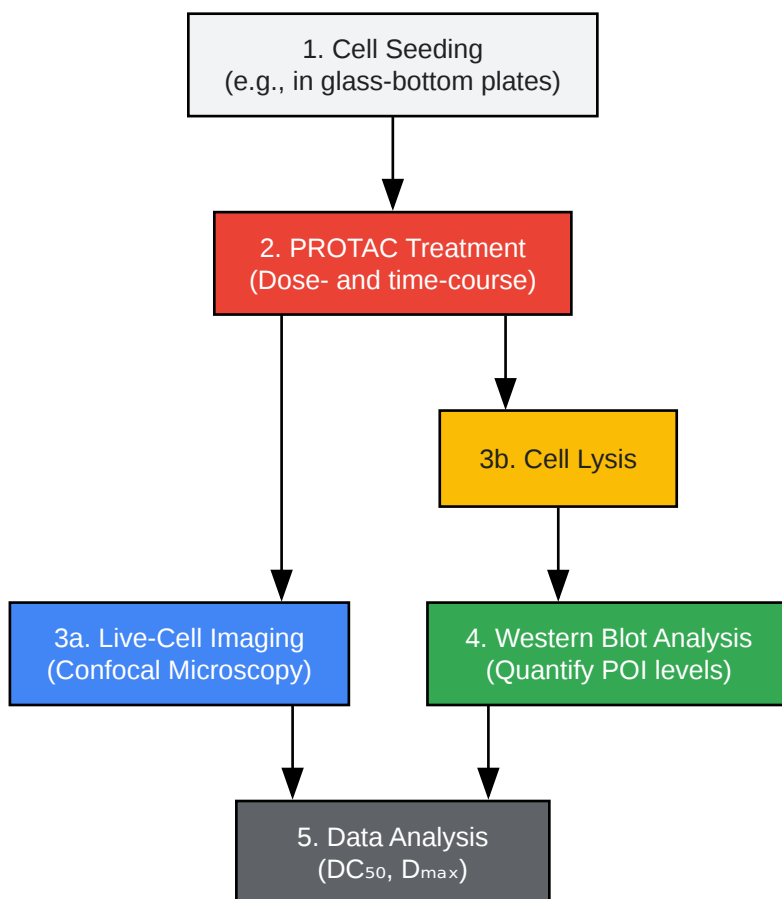 1. Cell Seeding
(e.g., in glass-bottom plates)
2. PROTAC Treatment
(Dose- and time-course)
3b. Cell Lysis
3a. Live-Cell Imaging
(Confocal Microscopy)
4. Western Blot Analysis
(Quantify POI levels)
5. Data Analysis
(DC₅₀, Dₘₐₓ)